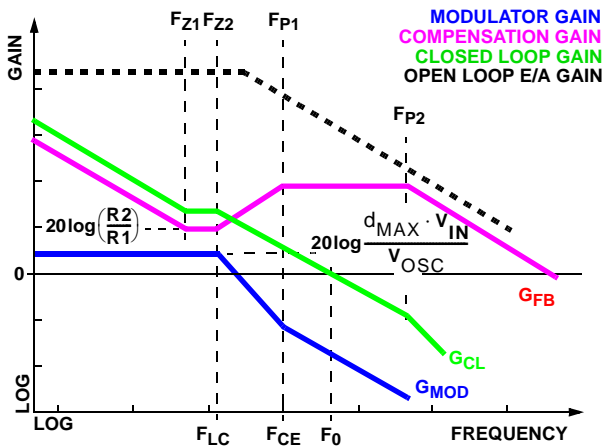 MODULATOR GAIN
COMPENSATION GAIN
CLOSED LOOP GAIN
OPEN LOOP E/A GAIN
FZ1 FZ2 FP1
FP2
GAIN
20log(R2/R1)
20log dMAX · VIN / VOSC
0
GFB
GCL
GMOD
LOG
LOG
FLC FCE F0
FREQUENCY